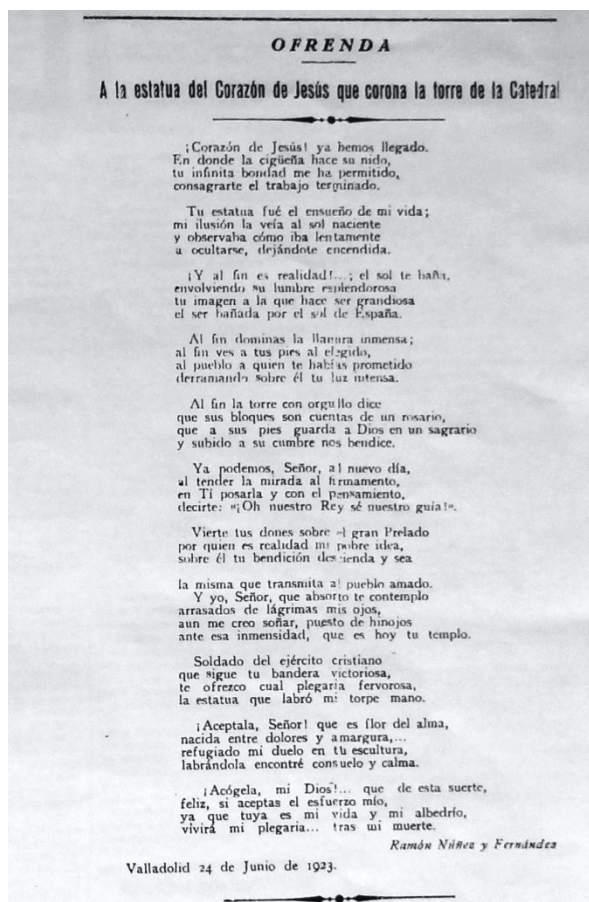 OFRENDA
A la estatua del Corazón de Jesús que corona la torre de la Catedral
¡Corazón de Jesús! ya hemos llegado.
En donde la cigüeña hace su nido,
tu infinita bondad me ha permitido,
consagrarte el trabajo terminado.
Tu estatua fué el ensueño de mi vida;
mi ilusión la veía al sol naciente
y observaba cómo iba lentamente
a ocultarse, dejándote encendida.
¡Y al fin es realidad!...; el sol te baña,
envolviendo su lumbre esplendorosa
tu imagen a la que hace ser grandiosa
el ser bañada por el sol de España.
Al fin dominas la llanura inmensa;
al fin ves a tus pies al elegido,
al pueblo a quien te habías prometido
derramando sobre él tu luz intensa.
Al fin la torre con orgullo dice
que sus bloques son cuentas de un rosario,
que a sus pies guarda a Dios en un sagrario
y subido a su cumbre nos bendice.
Ya podemos, Señor, al nuevo día,
al tender la mirada al firmamento,
en Tí posarla y con el pensamiento,
decirte: «¡Oh nuestro Rey sé nuestro guía!».
Vierte tus dones sobre el gran Prelado
por quien es realidad mi pobre idea,
sobre él tu bendición descienda y sea
la misma que transmita al pueblo amado.
Y yo, Señor, que absorto te contemplo
arrasados de lágrimas mis ojos,
aun me creo soñar, puesto de hinojos
ante esa inmensidad, que es hoy tu templo.
Soldado del ejército cristiano
que sigue tu bandera victoriosa,
te ofrezco cual plegaria fervorosa,
la estatua que labró mi torpe mano.
¡Aceptala, Señor! que es flor del alma,
nacida entre dolores y amargura,...
refugiado mi duelo en tu escultura,
labrándola encontré consuelo y calma.
¡Acógela, mi Dios!... que de esta suerte,
feliz, si aceptas el esfuerzo mío,
ya que tuya es mi vida y mi albedrío,
vivirá mi plegaria... tras mi muerte.
Ramón Núñez y Fernández
Valladolid 24 de Junio de 1923.